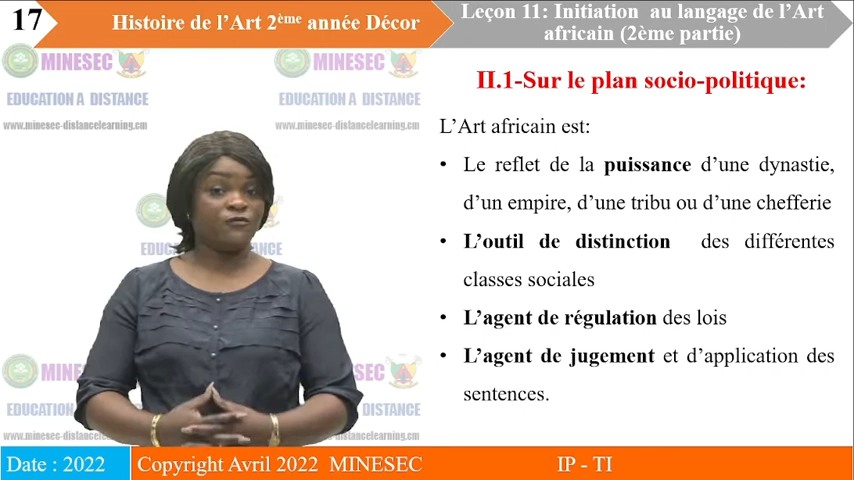 17
Histoire de l'Art 2ème année Décor
Leçon 11: Initiation au langage de l'Art
africain (2ème partie)
MINESEC
MINESEC
EDUCATION A DISTANCE
EDUCATION A DISTANCE
www.minesec-distancelearning.cm
www.minesec-distancelearning.cm
II.1-Sur le plan socio-politique:
L'Art africain est:
• Le reflet de la puissance d'une dynastie,
d'un empire, d'une tribu ou d'une chefferie
• L'outil de distinction des différentes
classes sociales
• L'agent de régulation des lois
• L'agent de jugement et d'application des
sentences.
Date : 2022
Copyright Avril 2022 MINESEC
IP - TI